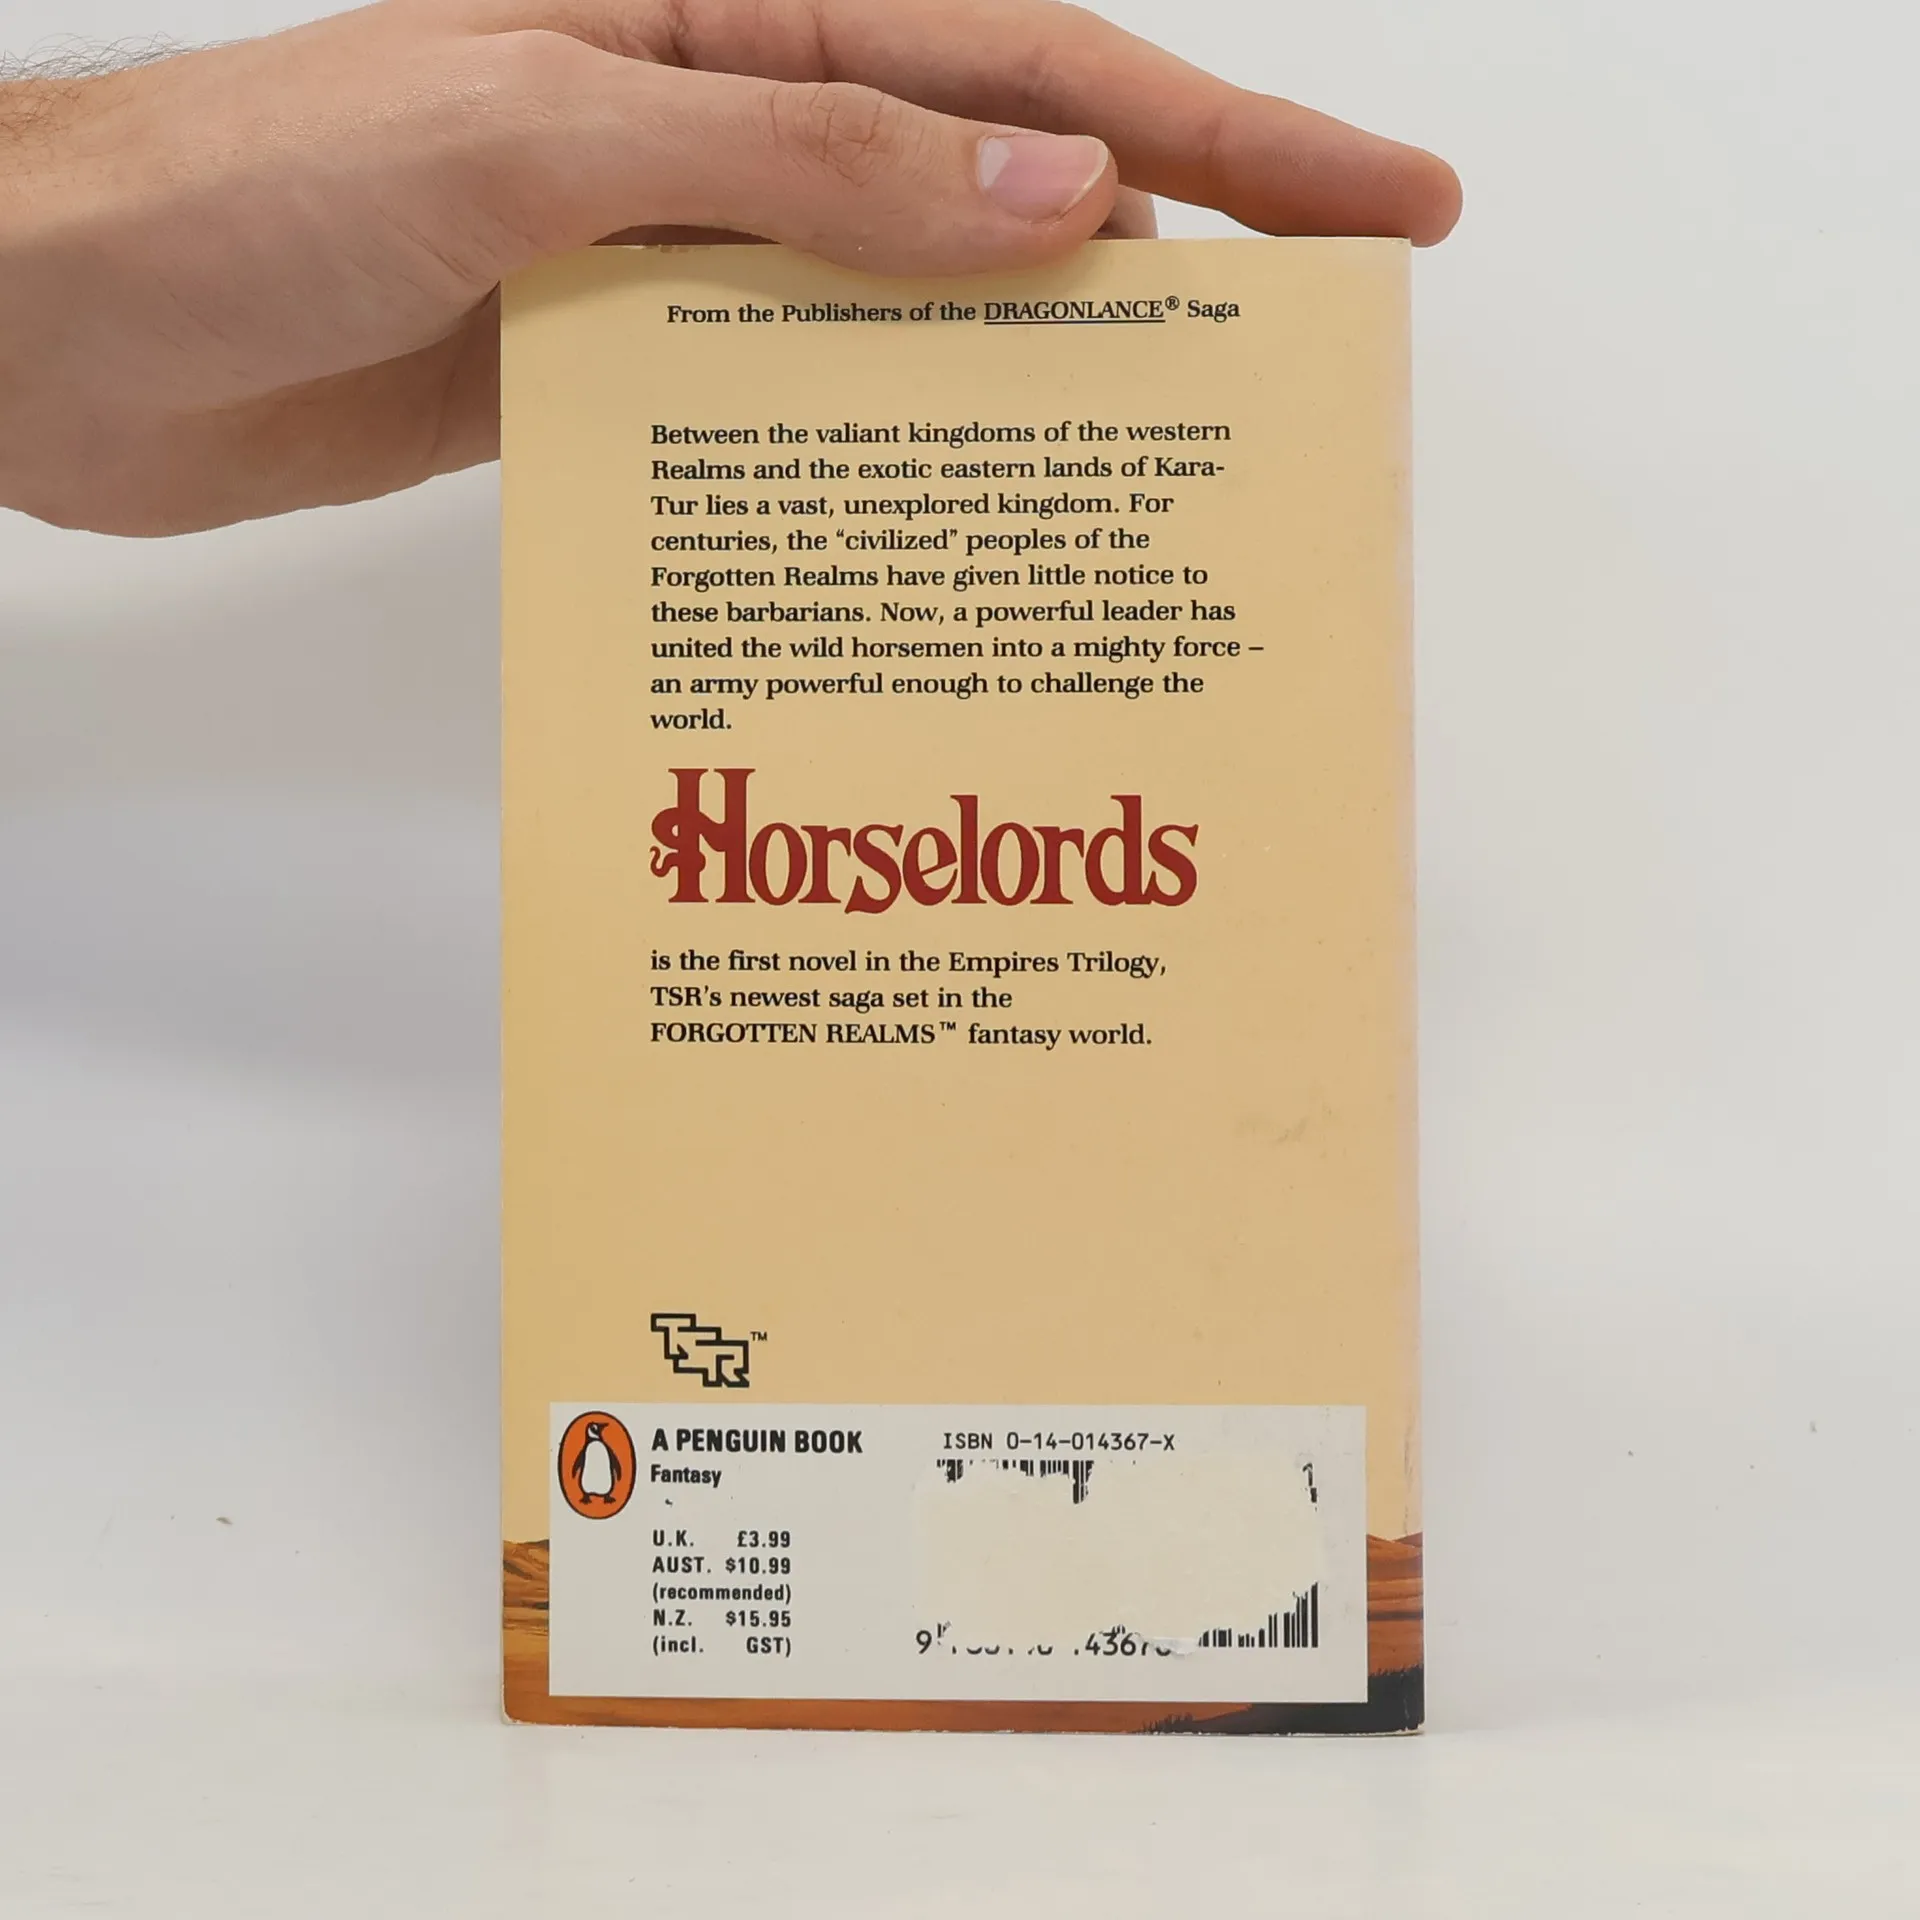 From the Publishers of the DRAGONLANCE® Saga
Between the valiant kingdoms of the western
Realms and the exotic eastern lands of Kara-
Tur lies a vast, unexplored kingdom. For
centuries, the “civilized” peoples of the
Forgotten Realms have given little notice to
these barbarians. Now, a powerful leader has
united the wild horsemen into a mighty force –
an army powerful enough to challenge the
world.
Horselords
is the first novel in the Empires Trilogy,
TSR’s newest saga set in the
FORGOTTEN REALMS™ fantasy world.
TSR™
A PENGUIN BOOK
Fantasy
U.K. £3.99
AUST. $10.99
(recommended)
N.Z. $15.95
(incl. GST)
ISBN 0-14-014367-X